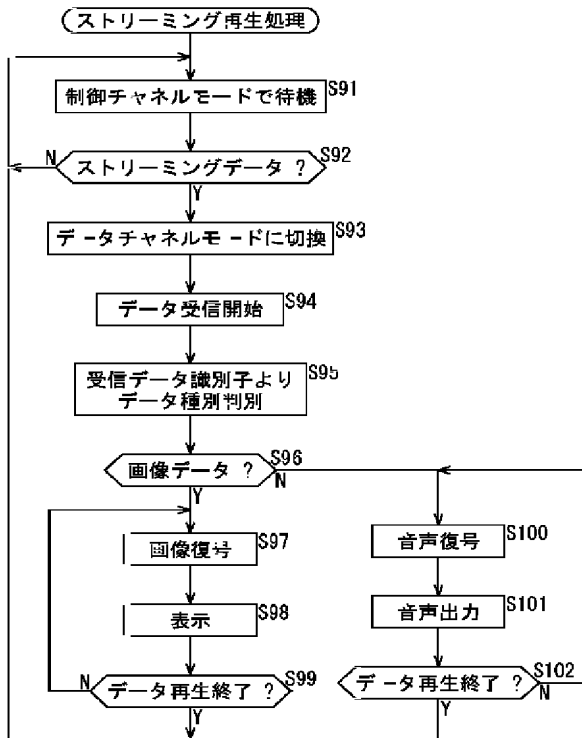 ストリーミング再生処理
制御チャネルモードで待機 S91
ストリーミングデータ ? S92
N
Y
データチャネルモードに切換 S93
データ受信開始 S94
受信データ識別子より S95
データ種別判別
画像データ ? S96
N
Y
画像復号 S97
音声復号 S100
表示 S98
音声出力 S101
N
データ再生終了 ? S99
Y
データ再生終了 ? S102
N
Y